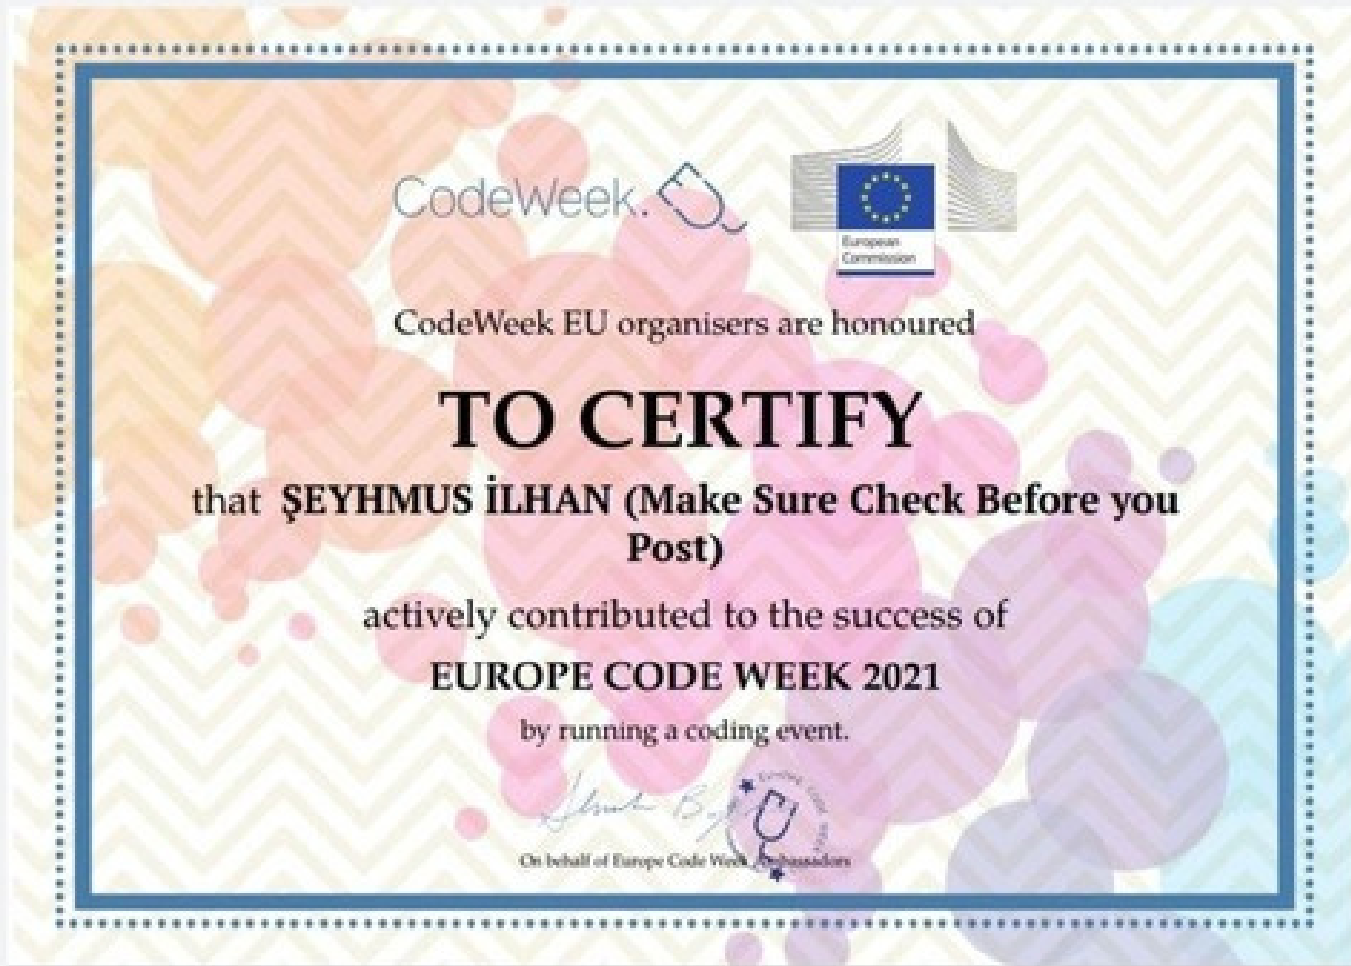 CodeWeek.
European
Commission
CodeWeek EU organisers are honoured
TO CERTIFY
that ŞEYHMUS İLHAN (Make Sure Check Before you
Post)
actively contributed to the success of
EUROPE CODE WEEK 2021
by running a coding event.
On behalf of Europe Code Week Ambassadors